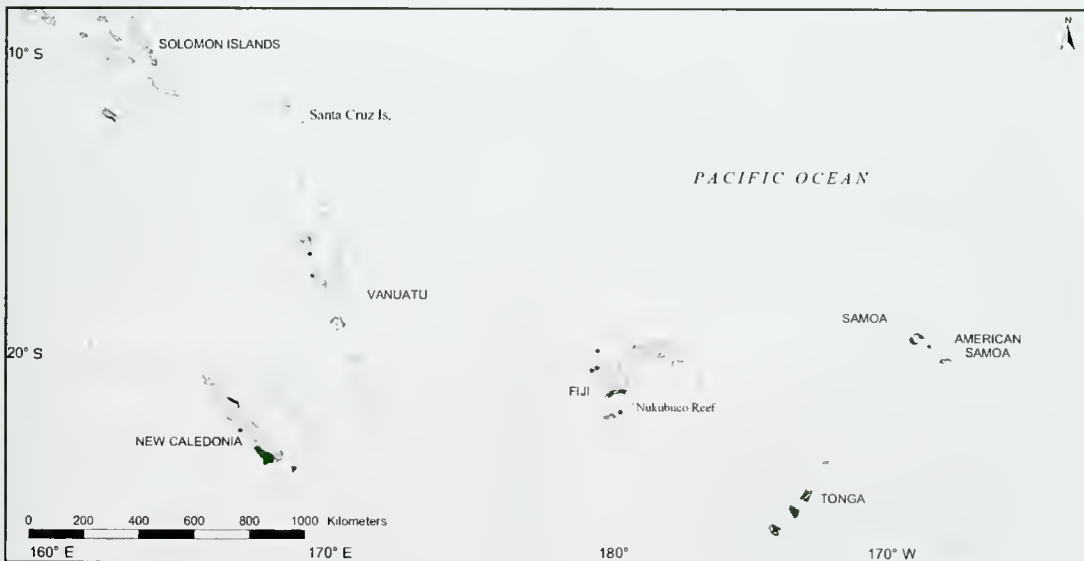 N
SOLOMON ISLANDS
10° S
Santa Cruz Is.
PACIFIC OCEAN
VANUATU
SAMOA
AMERICAN
SAMOA
20° S
FIJI
Nukubuco Reef
NEW CALEDONIA
TONGA
0 200 400 600 800 1000 Kilometers
160° E 170° E 180° 170° W